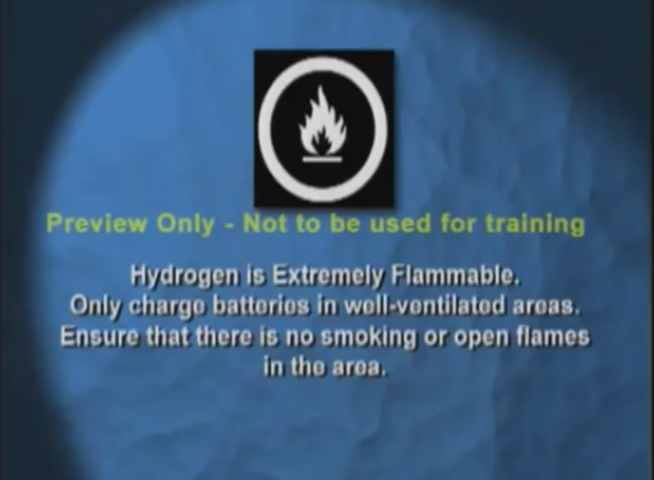 Preview Only - Not to be used for training
Hydrogen is Extremely Flammable.
Only charge batteries in well-ventilated areas.
Ensure that there is no smoking or open flames
in the area.